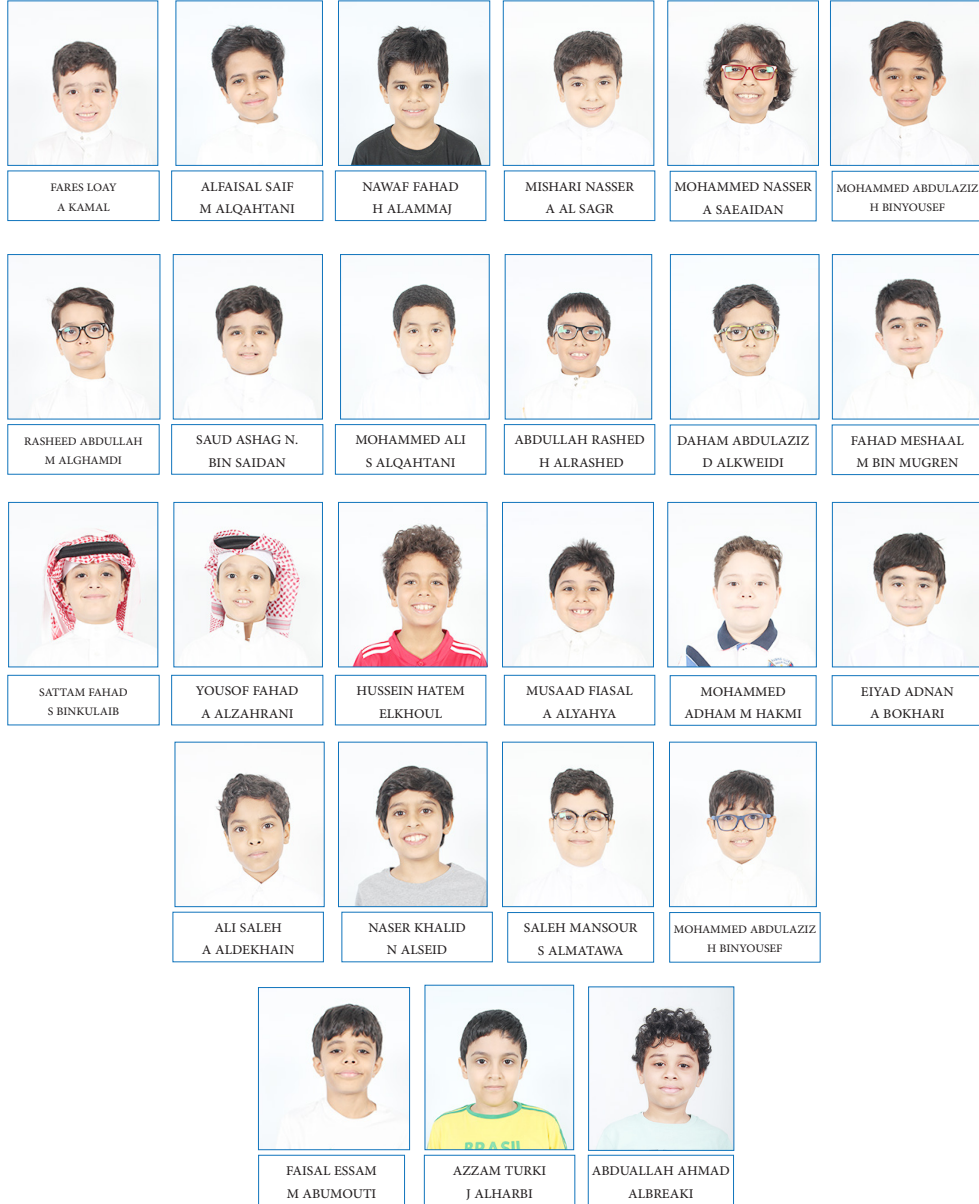 FARES LOAY
A KAMAL
ALFAISAL SAIF
M ALQAHTANI
NAWAF FAHAD
H ALAMMAJ
MISHARI NASSER
A AL SAGR
MOHAMMED NASSER
A SAEAIDAN
MOHAMMED ABDULAZIZ
H BINYOUSEF
RASHEED ABDULLAH
M ALGHAMDI
SAUD ASHAG N.
BIN SAIDAN
MOHAMMED ALI
S ALQAHTANI
ABDULLAH RASHED
H ALRASHED
DAHAM ABDULAZIZ
D ALKWEIDI
FAHAD MESHAAL
M BIN MUGREN
SATTAM FAHAD
S BINKULAIB
YOUSOF FAHAD
A ALZAHRANI
HUSSEIN HATEM
ELKHOUL
MUSAAD FIASAL
A ALYAHYA
MOHAMMED
ADHAM M HAKMI
EIYAD ADNAN
A BOKHARI
ALI SALEH
A ALDEKHAIN
NASER KHALID
N ALSEID
SALEH MANSOUR
S ALMATAWA
MOHAMMED ABDULAZIZ
H BINYOUSEF
BRASIL
FAISAL ESSAM
M ABUMOUTI
AZZAM TURKI
J ALHARBI
ABDUALLAH AHMAD
ALBREAKI